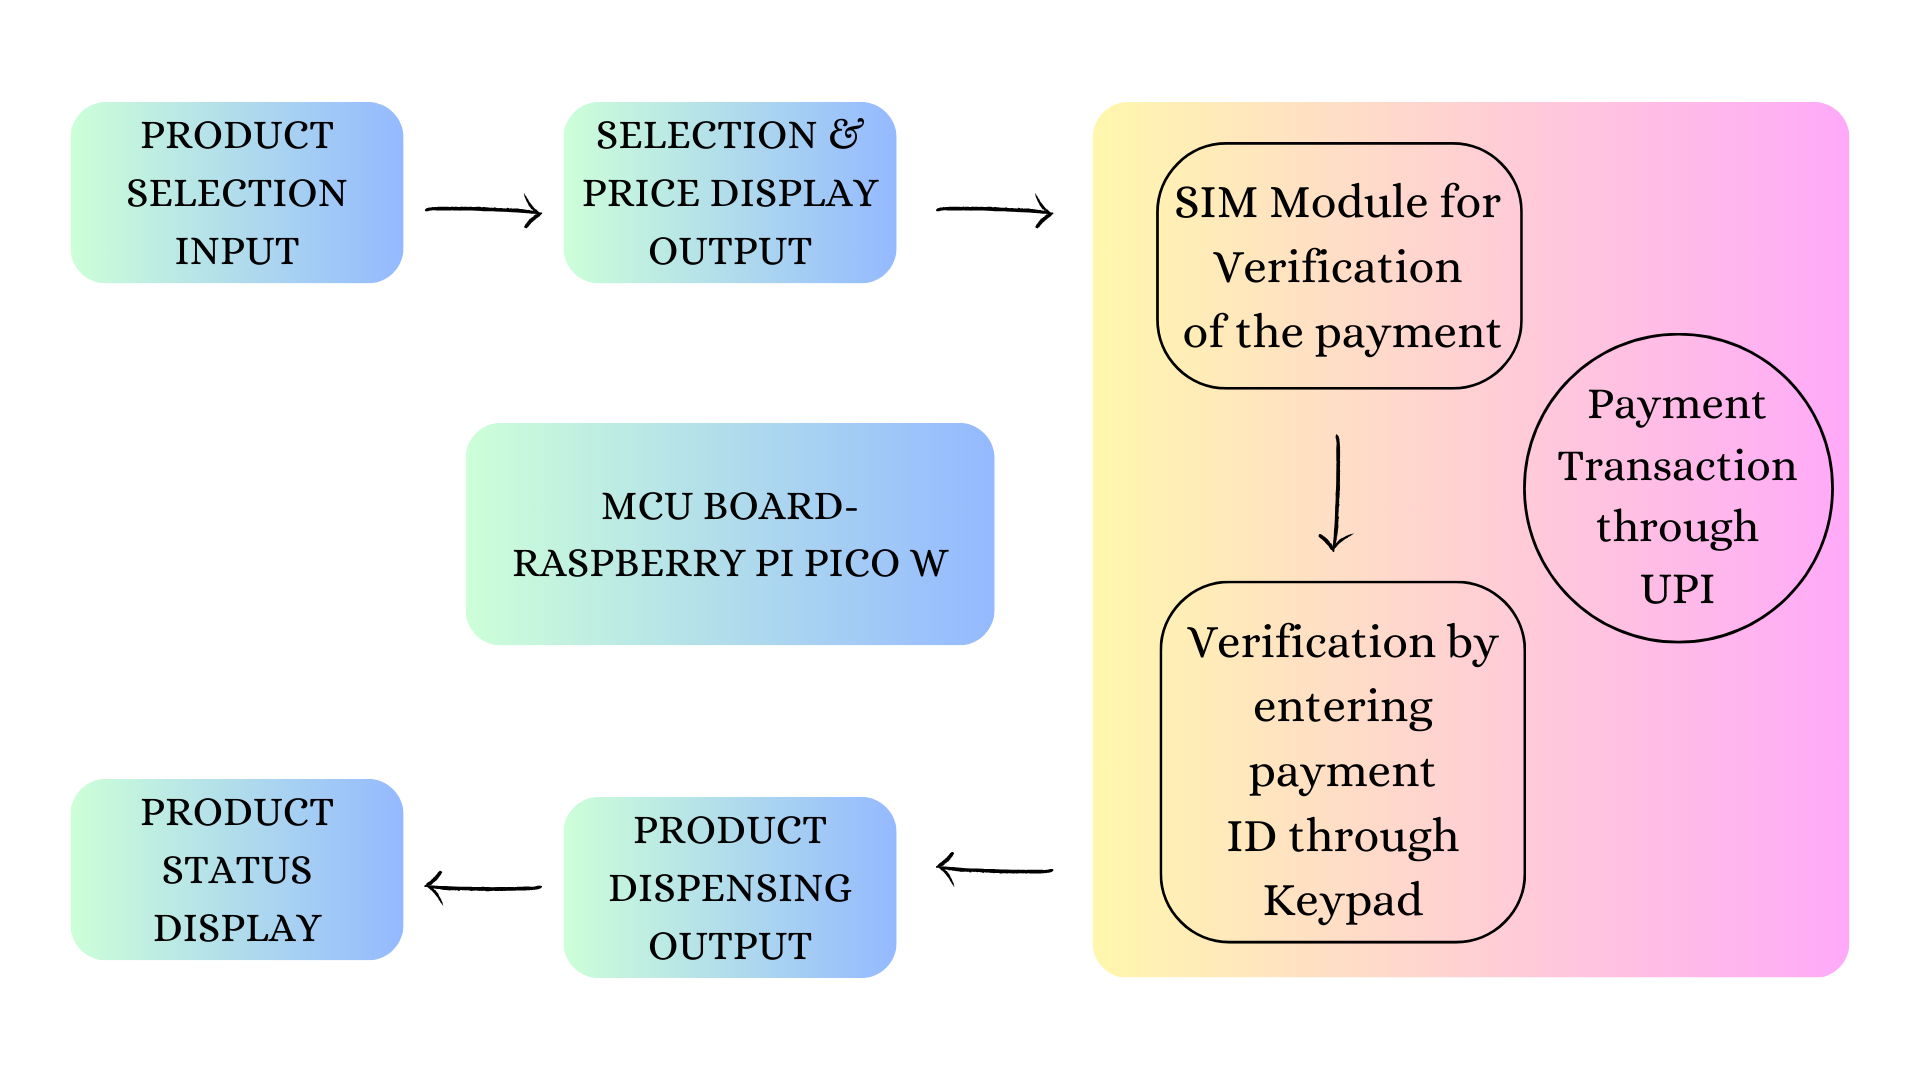 PRODUCT
SELECTION
INPUT
SELECTION &
PRICE DISPLAY
OUTPUT
SIM Module for
Verification
of the payment
Payment
Transaction
through
UPI
MCU BOARD-
RASPBERRY PI PICO W
Verification by
entering
payment
ID through
Keypad
PRODUCT
DISPENSING
OUTPUT
PRODUCT
STATUS
DISPLAY